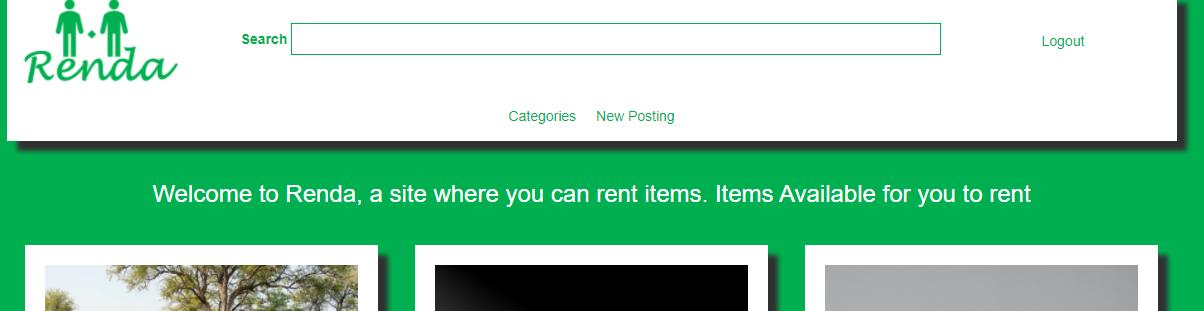 Renda
Search
Logout
Categories New Posting
Welcome to Renda, a site where you can rent items. Items Available for you to rent